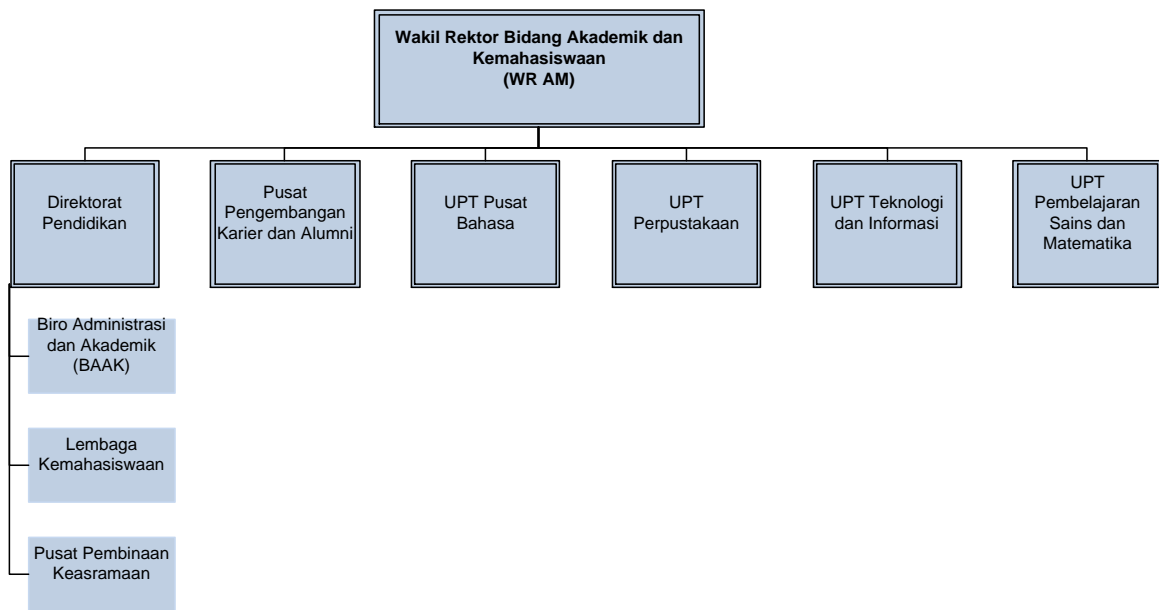 Wakil Rektor Bidang Akademik dan
Kemahasiswaan
(WR AM)
Direktorat
Pendidikan
Pusat
Pengembangan
Karier dan Alumni
UPT Pusat
Bahasa
UPT
Perpustakaan
UPT Teknologi
dan Informasi
UPT
Pembelajaran
Sains dan
Matematika
Biro Administrasi
dan Akademik
(BAAK)
Lembaga
Kemahasiswaan
Pusat Pembinaan
Keasramaan